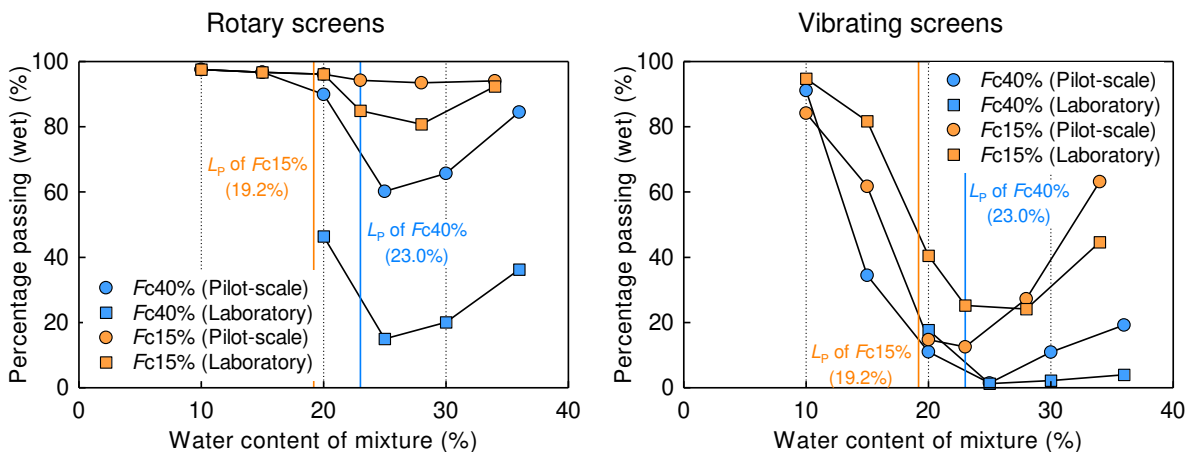 Rotary screens
Percentage passing (wet) (%)
100
80
60
40
20
0
L_P of Fc15%
(19.2%)
L_P of Fc40%
(23.0%)
Fc40% (Pilot-scale)
Fc40% (Laboratory)
Fc15% (Pilot-scale)
Fc15% (Laboratory)
0 10 20 30 40
Water content of mixture (%)
Vibrating screens
Percentage passing (wet) (%)
100
80
60
40
20
0
Fc40% (Pilot-scale)
Fc40% (Laboratory)
Fc15% (Pilot-scale)
Fc15% (Laboratory)
L_P of Fc40%
(23.0%)
L_P of Fc15%
(19.2%)
0 10 20 30 40
Water content of mixture (%)